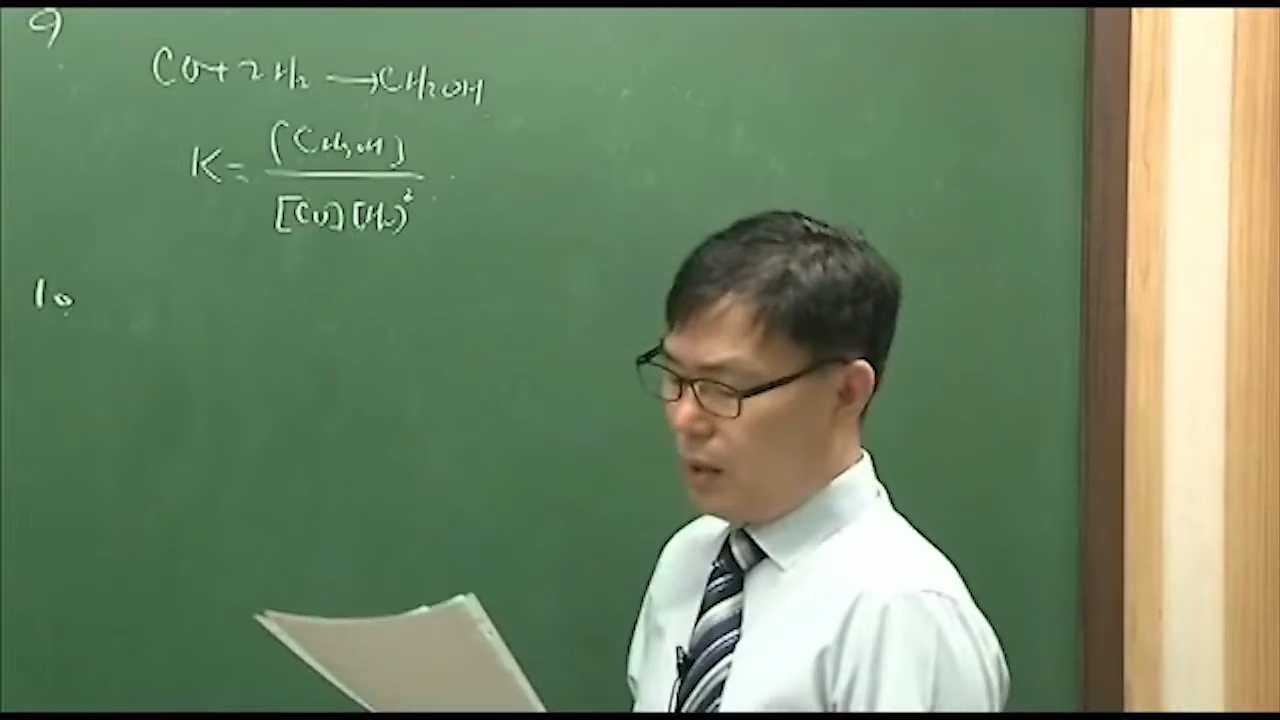 9
CO + 2H₂ → CH₃OH
K = [CH₃OH] / [CO][H₂]²
10